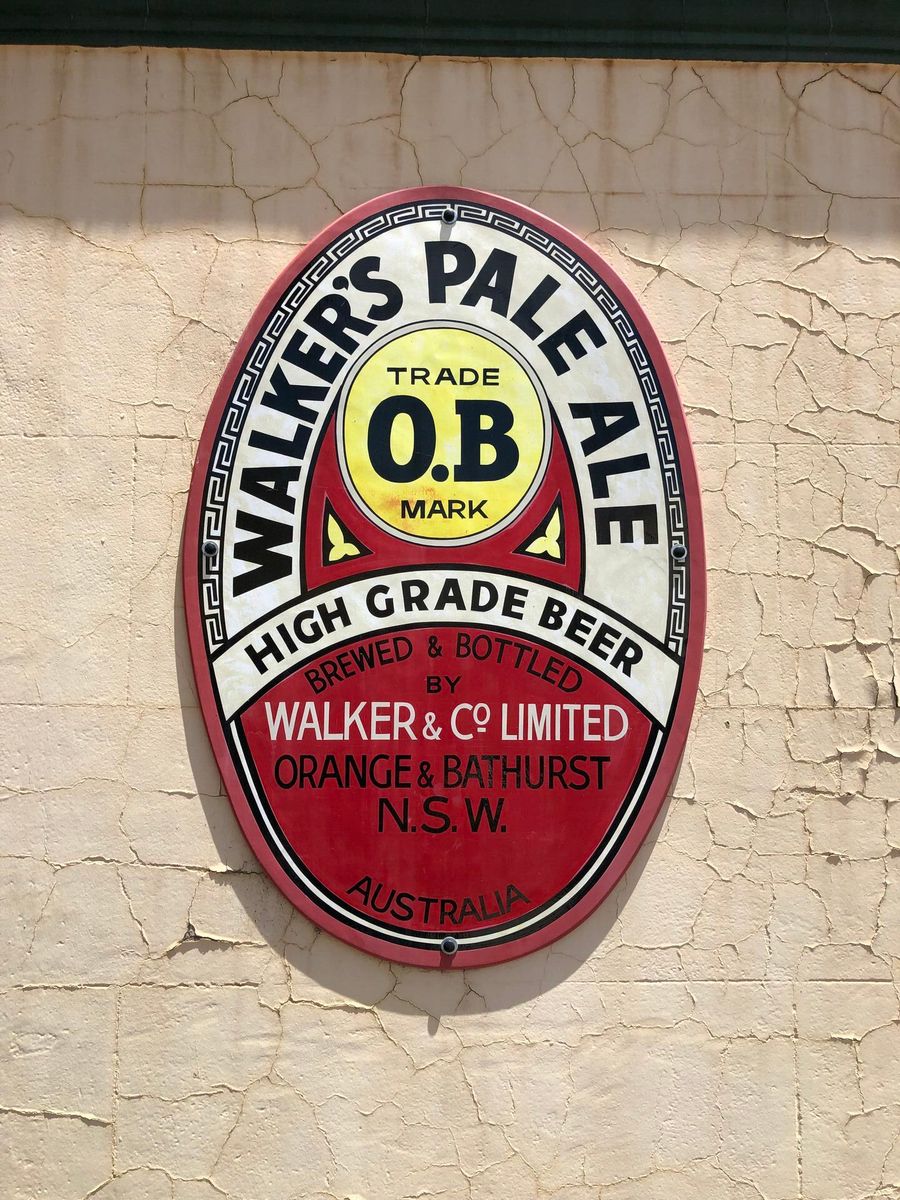 WALKER'S PALE ALE
TRADE
O.B
MARK
HIGH GRADE BEER
BREWED & BOTTLED
BY
WALKER & Cº LIMITED
ORANGE & BATHURST
N.S.W.
AUSTRALIA